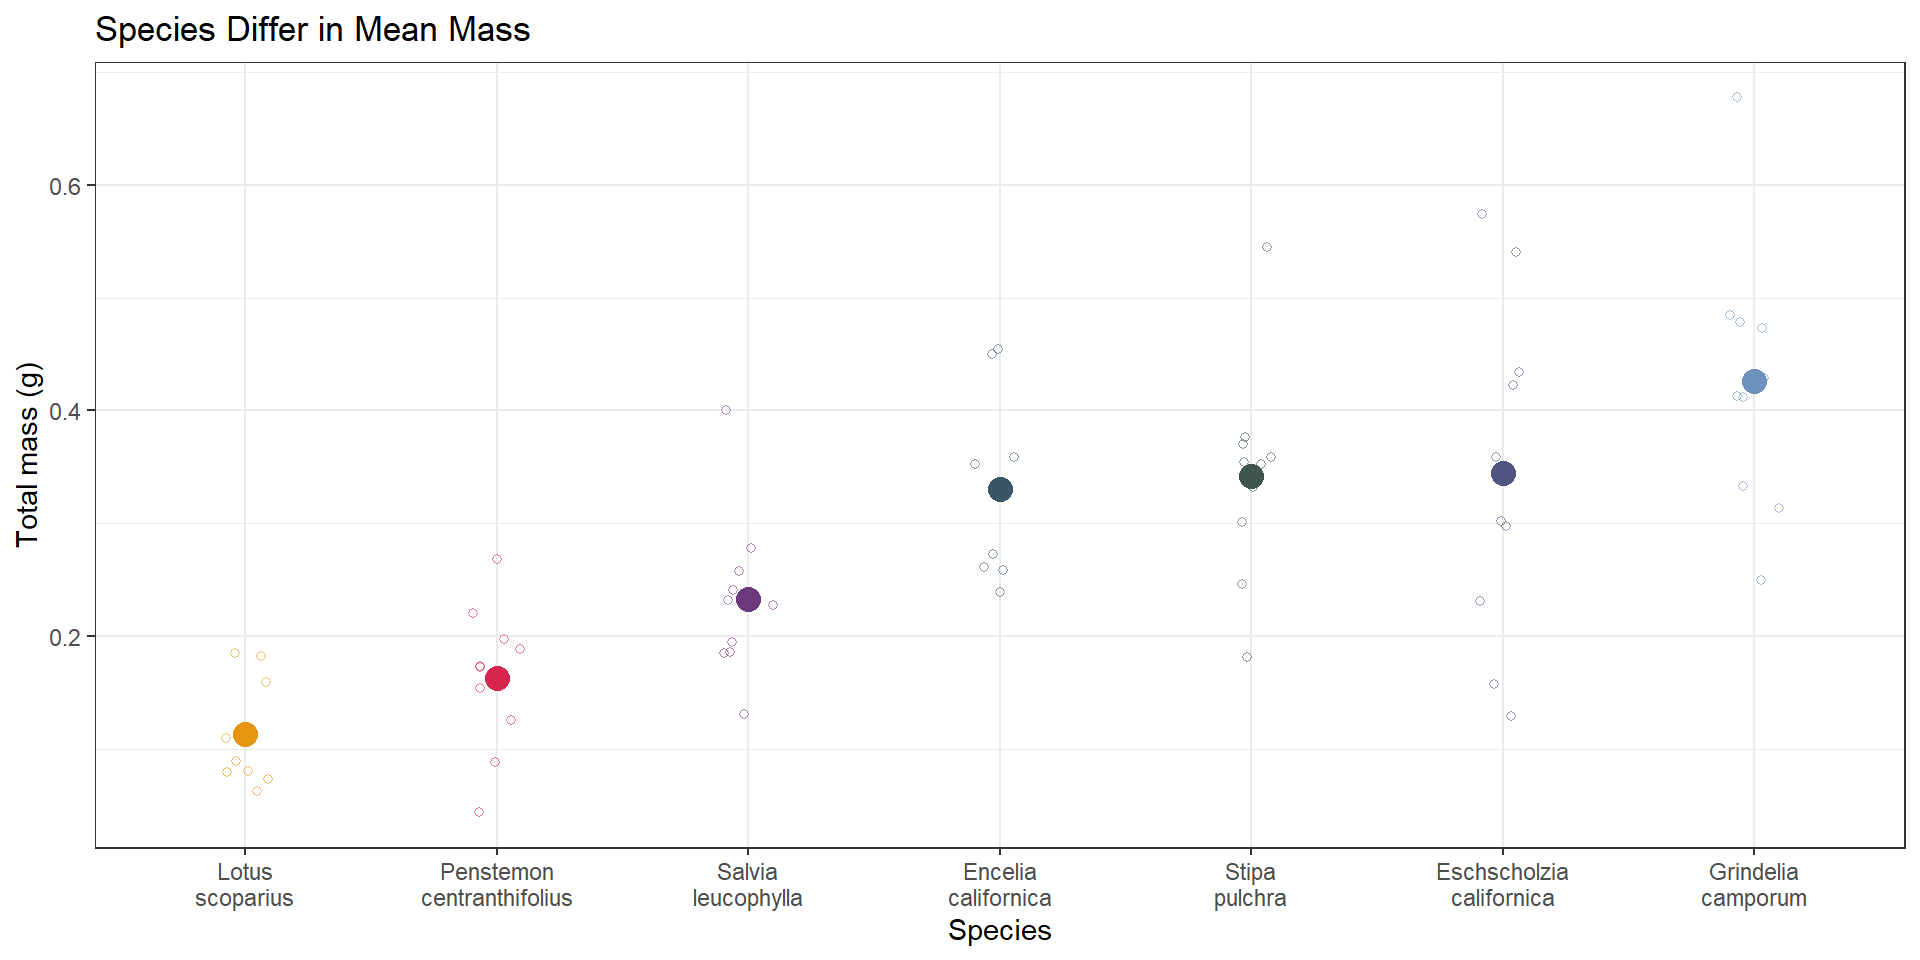 Species Differ in Mean Mass
Total mass (g)
0.6
0.4
0.2
Lotus
scoparius
Penstemon
centranthifolius
Salvia
leucophylla
Encelia
californica
Stipa
pulchra
Eschscholzia
californica
Grindelia
camporum
Species